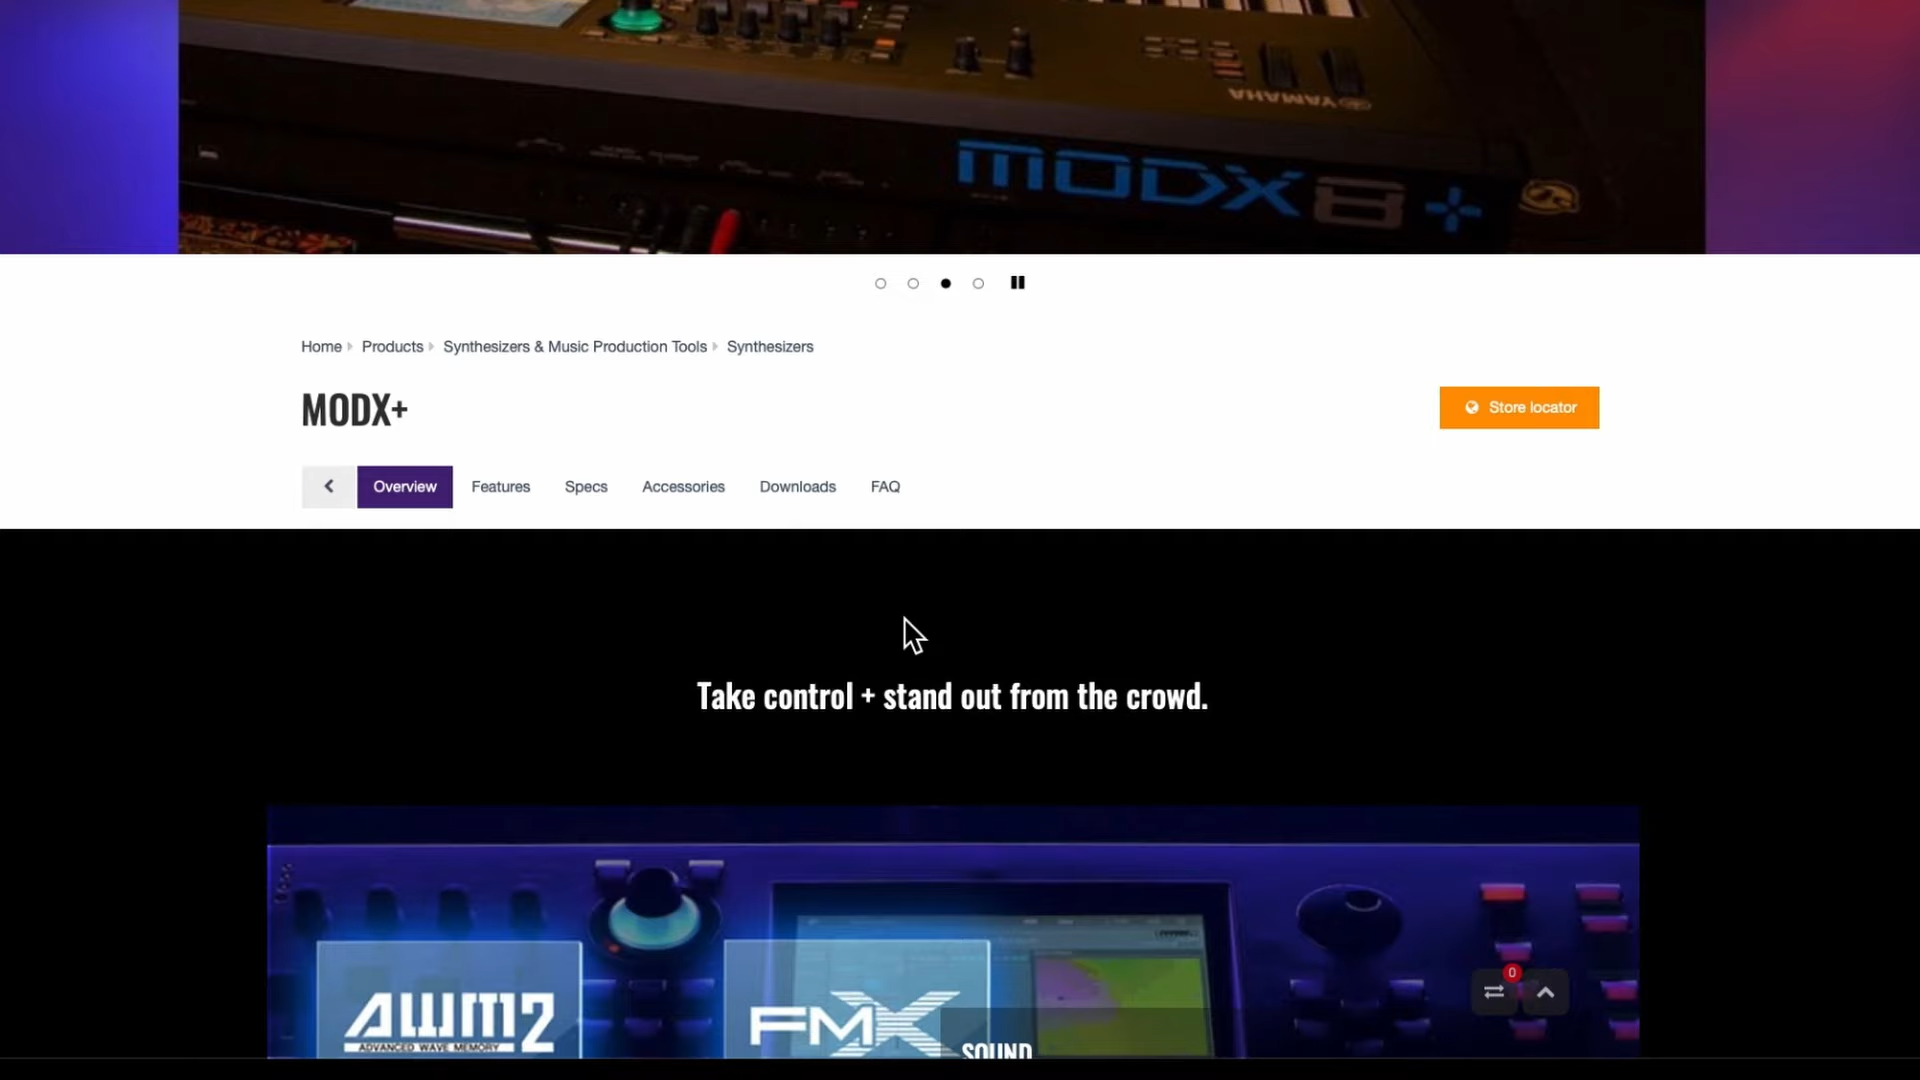 YAMAHA
MODX8+
Home Products Synthesizers & Music Production Tools Synthesizers
MODX+
Store locator
Overview Features Specs Accessories Downloads FAQ
Take control + stand out from the crowd.
AWM2
ADVANCED WAVE MEMORY
FMX
SOUND
0